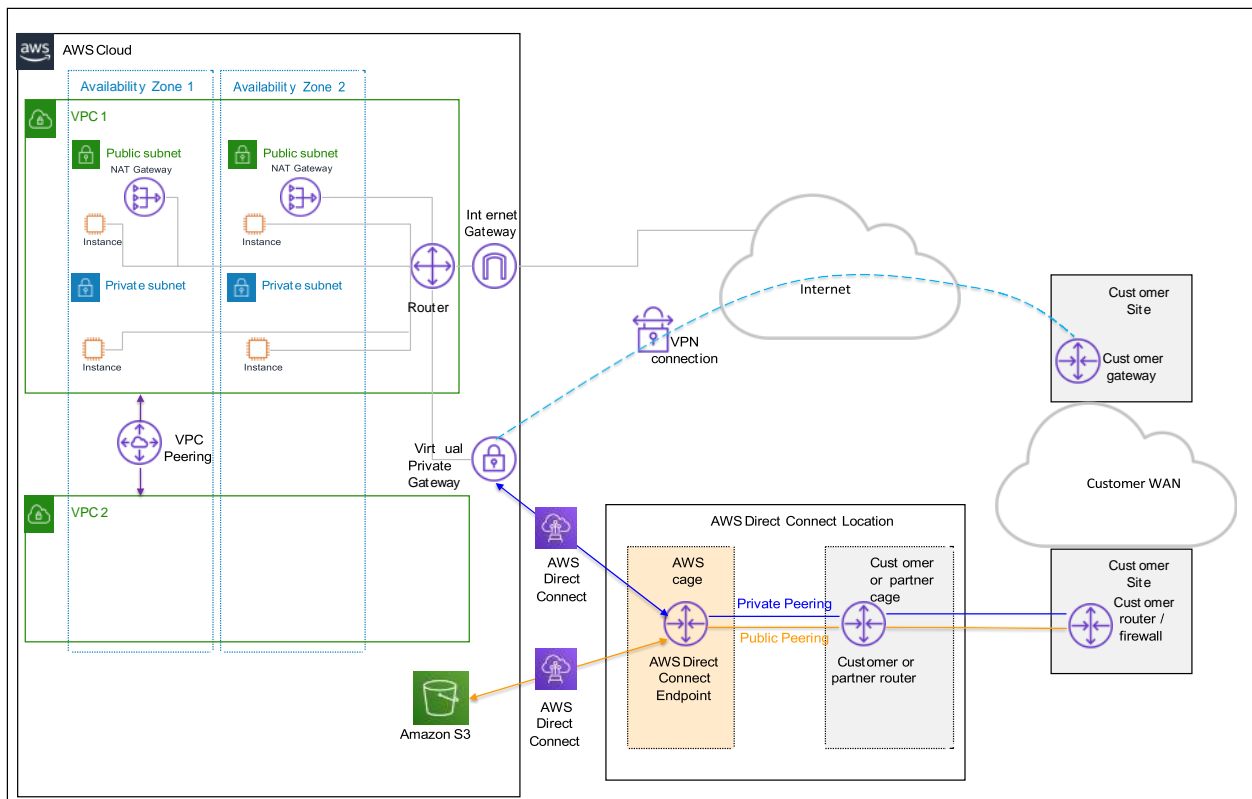 aws
AWS Cloud
Availability Zone 1
Availability Zone 2
VPC 1
Public subnet
NAT Gateway
Public subnet
NAT Gateway
Instance
Instance
Internet
Gateway
Private subnet
Private subnet
Router
Instance
Instance
VPC
Peering
Virtual
Private
Gateway
VPC 2
Amazon S3
AWS
Direct
Connect
AWS
Direct
Connect
Internet
VPN
connection
Customer
Site
Customer
gateway
Customer WAN
AWS Direct Connect Location
AWS
cage
Customer
or partner
cage
Private Peering
Public Peering
AWS Direct
Connect
Endpoint
Customer or
partner router
Customer
Site
Customer
router /
firewall